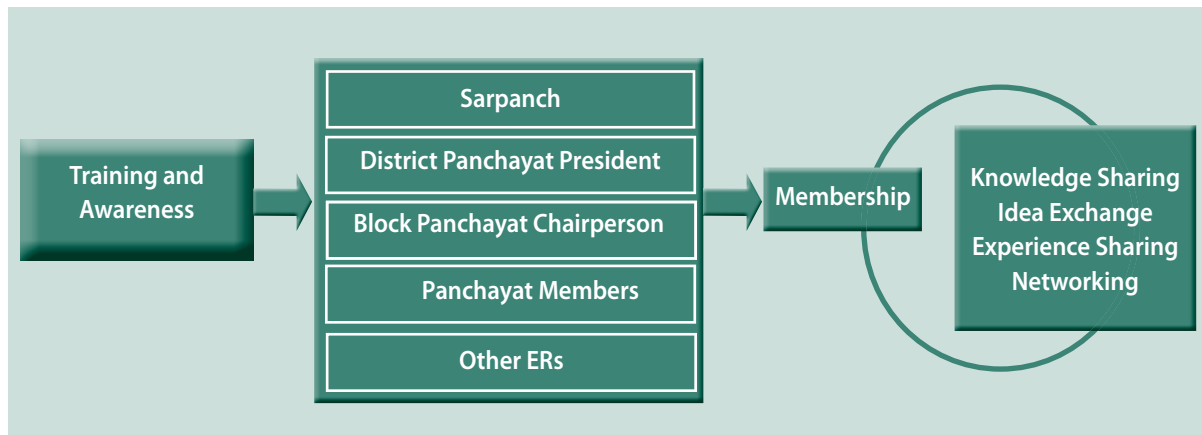 Training and
Awareness
Sarpanch
District Panchayat President
Block Panchayat Chairperson
Panchayat Members
Other ERs
Membership
Knowledge Sharing
Idea Exchange
Experience Sharing
Networking